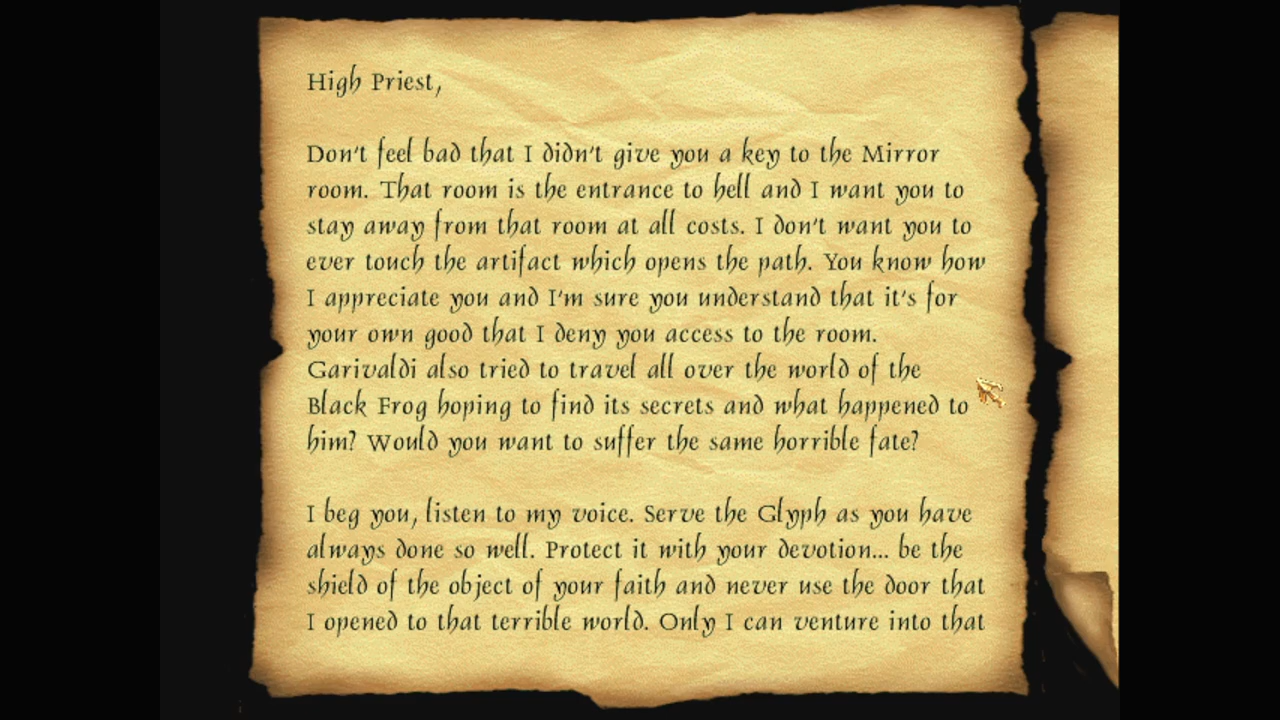 High Priest,
Don't feel bad that I didn't give you a key to the Mirror
room. That room is the entrance to hell and I want you to
stay away from that room at all costs. I don't want you to
ever touch the artifact which opens the path. You know how
I appreciate you and I'm sure you understand that it's for
your own good that I deny you access to the room.
Garivaldi also tried to travel all over the world of the
Black Frog hoping to find its secrets and what happened to
him? Would you want to suffer the same horrible fate?
I beg you, listen to my voice. Serve the Glyph as you have
always done so well. Protect it with your devotion... be the
shield of the object of your faith and never use the door that
I opened to that terrible world. Only I can venture into that